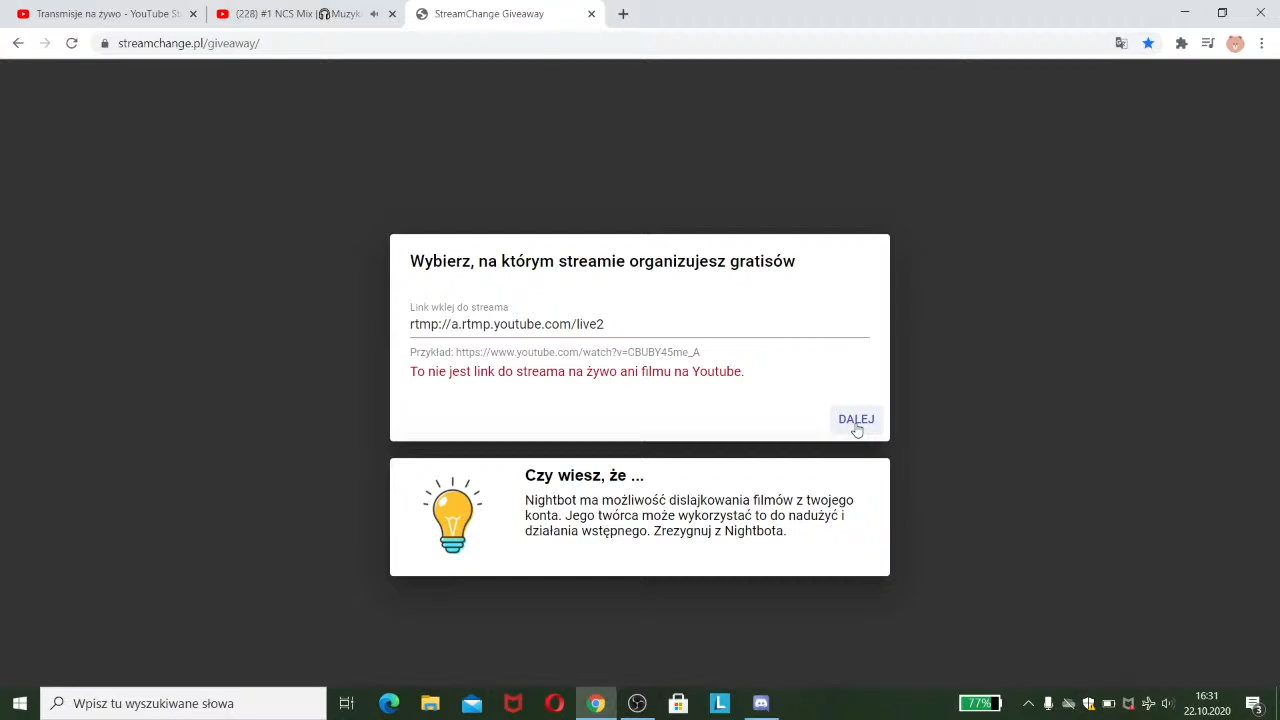 Transmisje na żywo - YouTube St
(228) #1 NCS Mix |🎧Muzyk
StreamChange Giveaway
streamchange.pl/giveaway/
Wybierz, na którym streamie organizujesz gratisów
Link wklej do streama
rtmp://a.rtmp.youtube.com/live2
Przykład: https://www.youtube.com/watch?v=CBUBY45me_A
To nie jest link do streama na żywo ani filmu na Youtube.
DALEJ
Czy wiesz, że ...
Nightbot ma możliwość dislajkowania filmów z twojego
konta. Jego twórca może wykorzystać to do nadużyć i
działania wstępnego. Zrezygnuj z Nightbota.
Wpisz tu wyszukiwane słowa
L
77%
16:31
22.10.2020
3